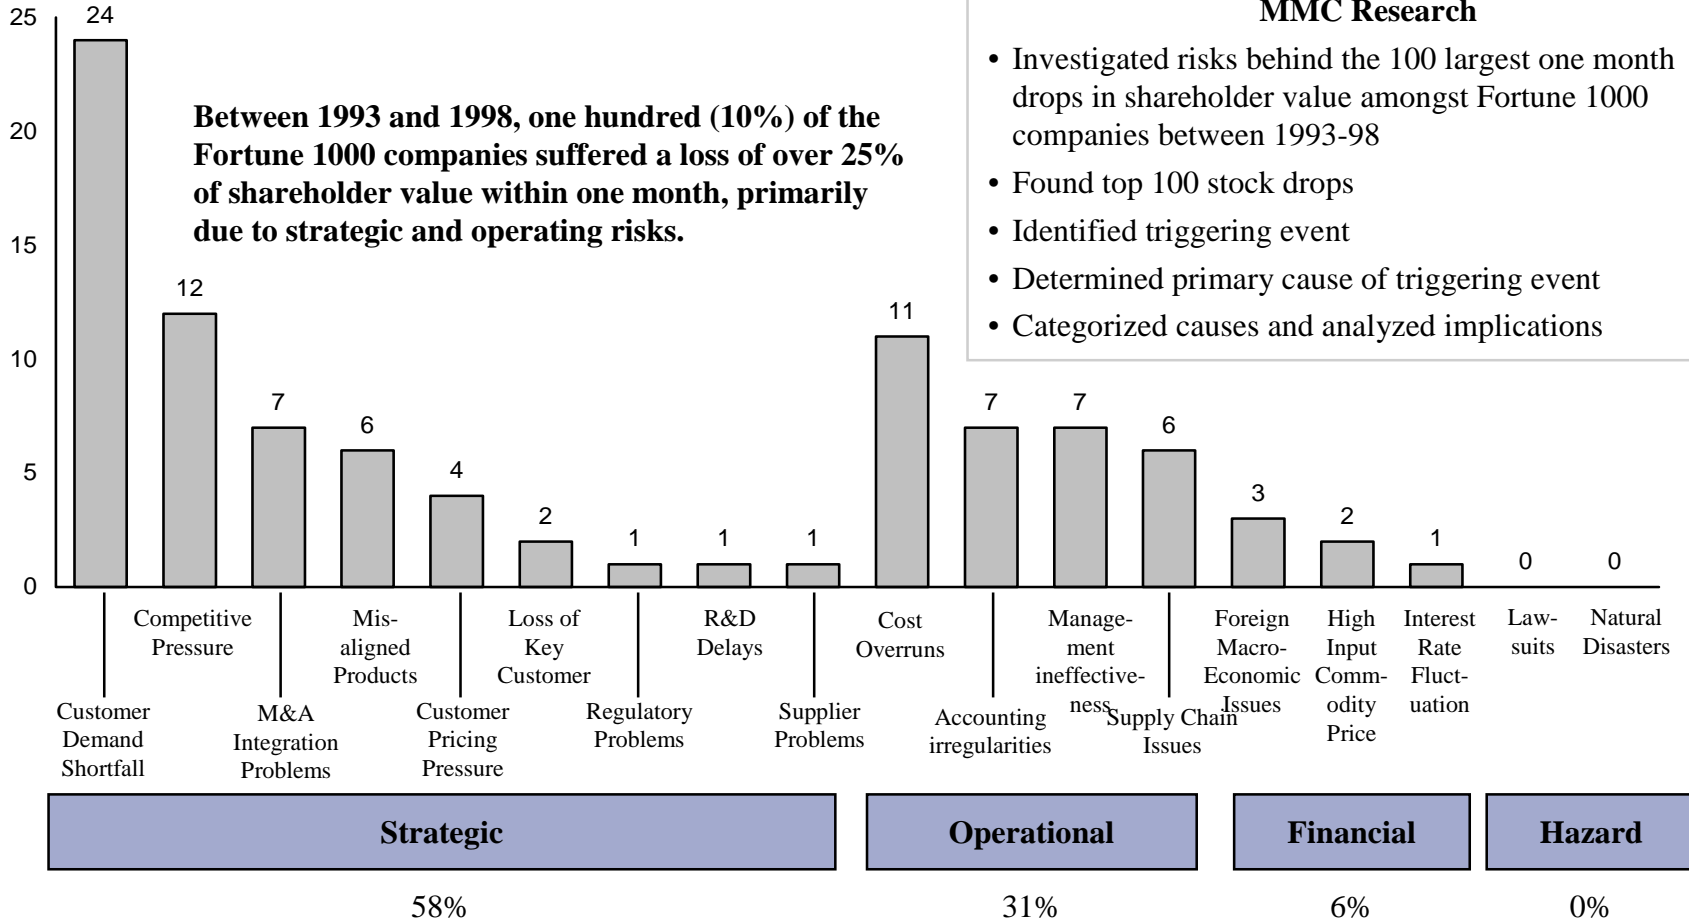 MMC Research
• Investigated risks behind the 100 largest one month
drops in shareholder value amongst Fortune 1000
companies between 1993-98
• Found top 100 stock drops
• Identified triggering event
• Determined primary cause of triggering event
• Categorized causes and analyzed implications
Between 1993 and 1998, one hundred (10%) of the
Fortune 1000 companies suffered a loss of over 25%
of shareholder value within one month, primarily
due to strategic and operating risks.
25
20
15
10
5
0
24
12
7
6
4
2
1
1
1
11
7
7
6
3
2
1
0
0
Customer
Demand
Shortfall
Competitive
Pressure
M&A
Integration
Problems
Mis-
aligned
Products
Customer
Pricing
Pressure
Loss of
Key
Customer
Regulatory
Problems
R&D
Delays
Supplier
Problems
Cost
Overruns
Accounting
irregularities
Manage-
ment
ineffective-
ness
Supply Chain
Issues
Foreign
Macro-
Economic
Issues
High
Input
Comm-
odity
Price
Interest
Rate
Fluct-
uation
Law-
suits
Natural
Disasters
Strategic
Operational
Financial
Hazard
58%
31%
6%
0%